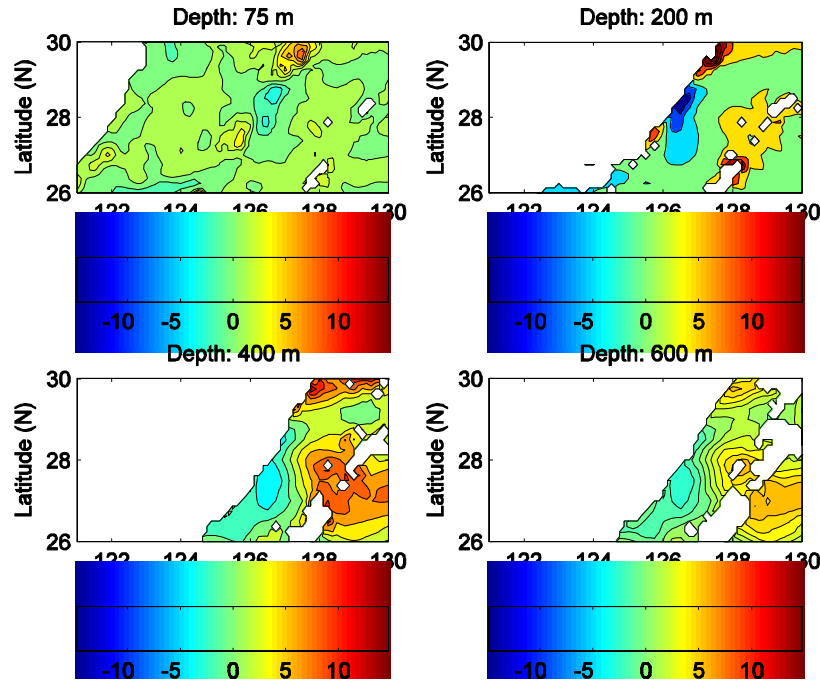 Depth: 75 m
30
28
26
Latitude (N)
122 124 126 128 130
-10 -5 0 5 10
Depth: 200 m
30
28
26
Latitude (N)
122 124 126 128 130
-10 -5 0 5 10
Depth: 400 m
30
28
26
Latitude (N)
122 124 126 128 130
-10 -5 0 5 10
Depth: 600 m
30
28
26
Latitude (N)
122 124 126 128 130
-10 -5 0 5 10